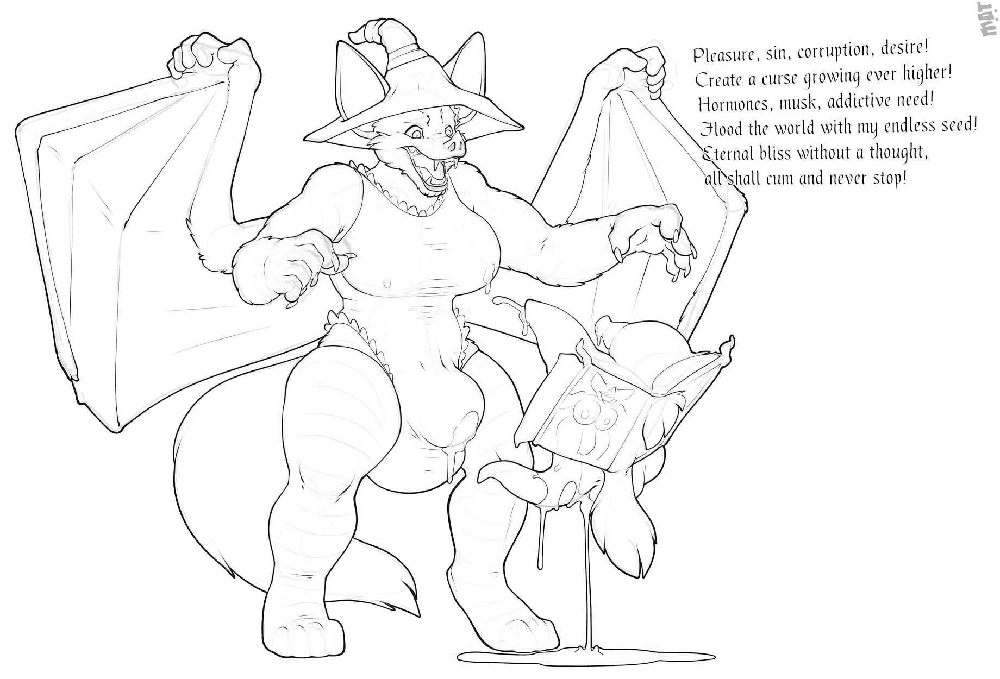 Pleasure, sin, corruption, desire!
Create a curse growing ever higher!
Hormones, musk, addictive need!
Flood the world with my endless seed!
Eternal bliss without a thought,
all shall cum and never stop!